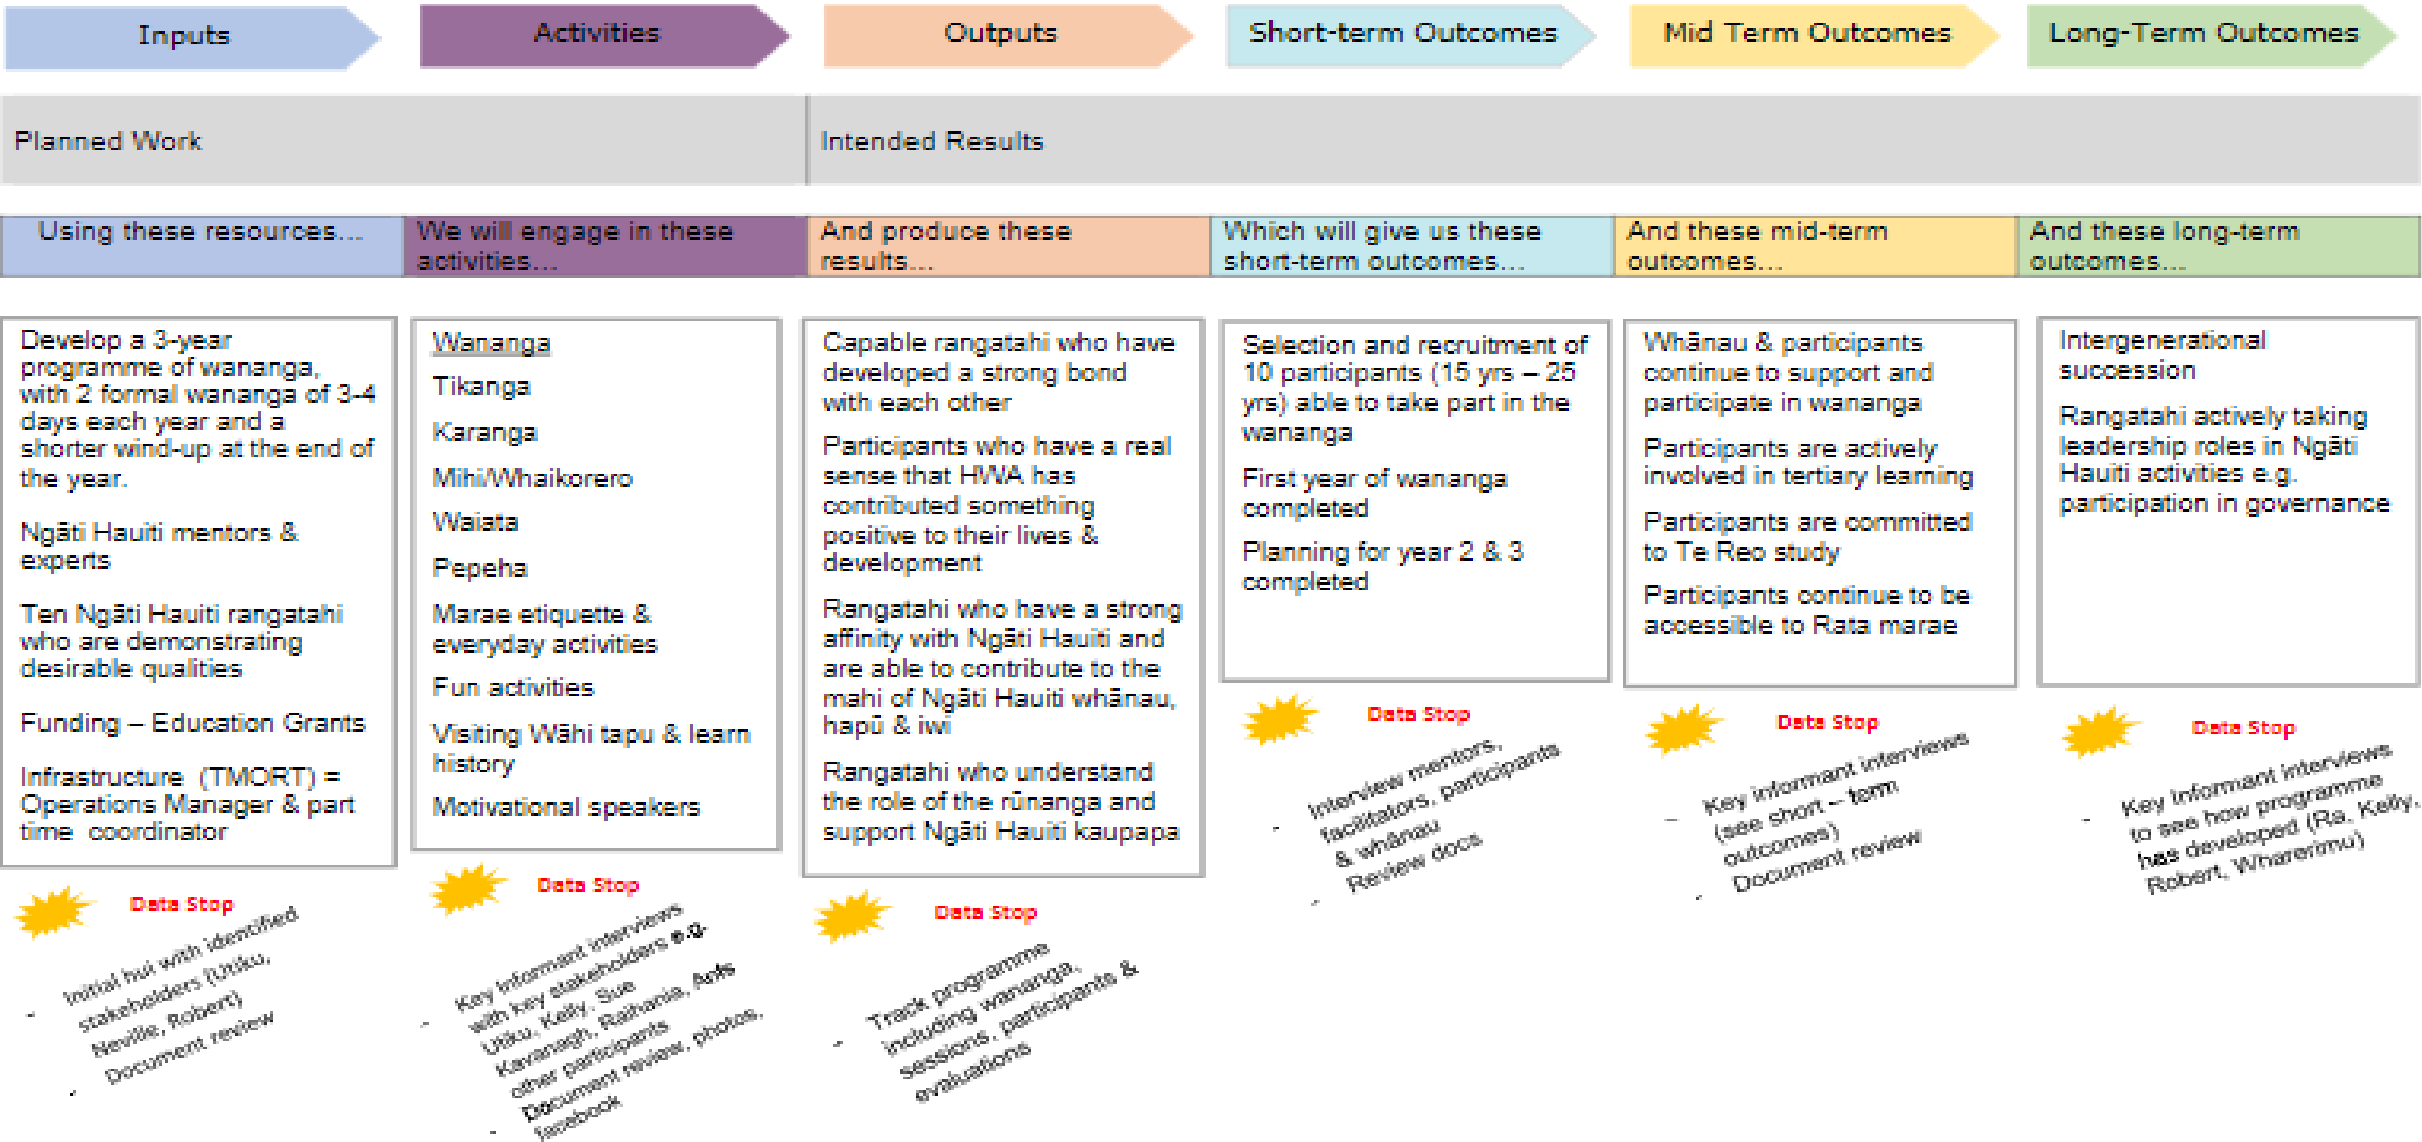 Inputs
Activities
Outputs
Short-term Outcomes
Mid Term Outcomes
Long-Term Outcomes
Planned Work
Intended Results
Using these resources...
We will engage in these
activities...
And produce these
results...
Which will give us these
short-term outcomes...
And these mid-term
outcomes...
And these long-term
outcomes...
Develop a 3-year
programme of wananga,
with 2 formal wananga of 3-4
days each year and a
shorter wind-up at the end of
the year.
Ngāti Hauiti mentors &
experts
Ten Ngāti Hauiti rangatahi
who are demonstrating
desirable qualities
Funding – Education Grants
Infrastructure (TMORT) =
Operations Manager & part
time coordinator
Data Stop
- Initial hui with identified
stakeholders (Utiku,
Neville, Robert)
- Document review
Wananga
Tikanga
Karanga
Mihi/Whaikorero
Waiata
Pepeha
Marae etiquette &
everyday activities
Fun activities
Visiting Wāhi tapu & learn
history
Motivational speakers
Data Stop
- Key informant interviews
with key stakeholders e.g.
Utiku, Kelly, Sue
Kavanagh, Raihania,
other participants
- Document review, photos,
facebook
Capable rangatahi who have
developed a strong bond
with each other
Participants who have a real
sense that HWA has
contributed something
positive to their lives &
development
Rangatahi who have a strong
affinity with Ngāti Hauiti and
are able to contribute to the
mahi of Ngāti Hauiti whānau,
hapū & iwi
Rangatahi who understand
the role of the rūnanga and
support Ngāti Hauiti kaupapa
Data Stop
- Track programme
including wananga,
sessions, participants &
evaluations
Selection and recruitment of
10 participants (15 yrs – 25
yrs) able to take part in the
wananga
First year of wananga
completed
Planning for year 2 & 3
completed
Data Stop
- Interview mentors,
facilitators, participants
& whānau
- Review docs
Whānau & participants
continue to support and
participate in wananga
Participants are actively
involved in tertiary learning
Participants are committed
to Te Reo study
Participants continue to be
accessible to Rata marae
Data Stop
- Key informant interviews
(see short – term
outcomes)
- Document review
Intergenerational
succession
Rangatahi actively taking
leadership roles in Ngāti
Hauiti activities e.g.
participation in governance
Data Stop
- Key Informant interviews
to see how programme
has developed (Ra, Kelly,
Robert, Wharerimu)